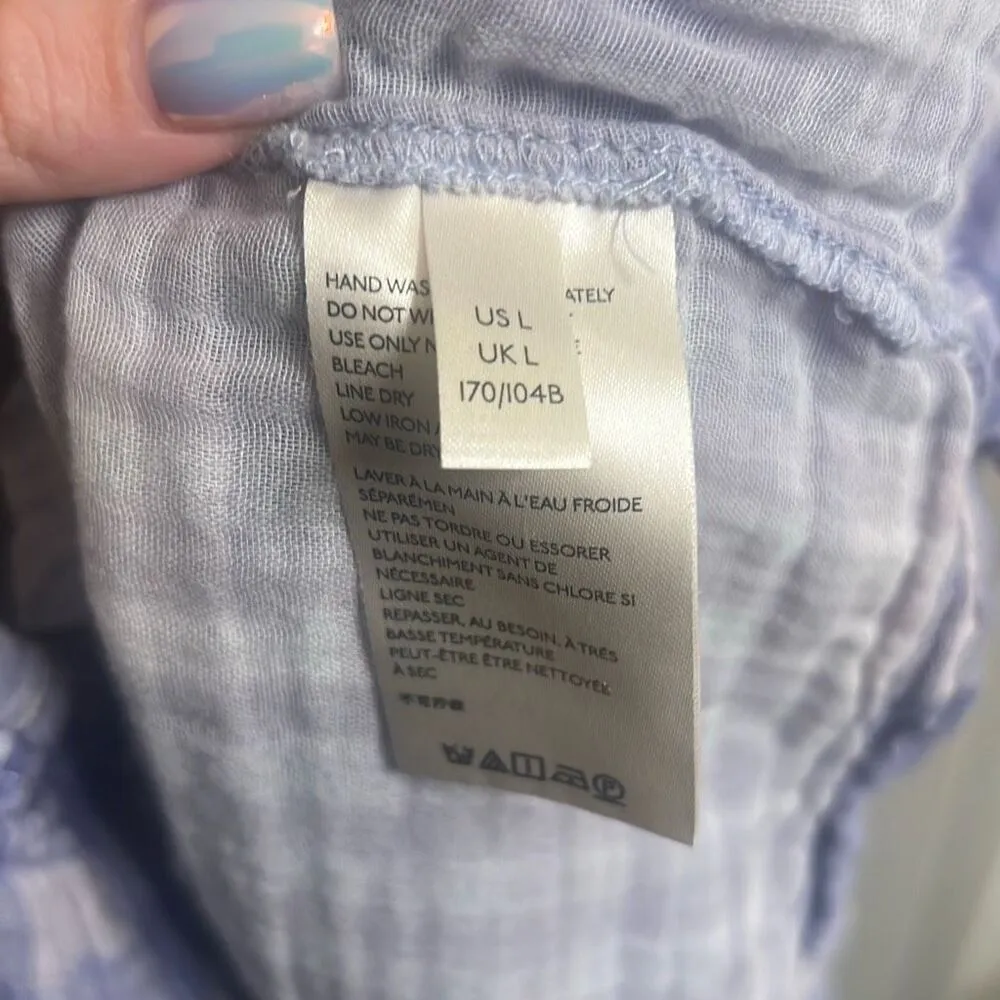 US L
UK L
170/104B
HAND WAS
ATELY
DO NOT W
USE ONLY N
BLEACH
LINE DRY
LOW IRON
MAY BE DRY
LAVER À LA MAIN À L'EAU FROIDE
SÉPARÉMEN
NE PAS TORDRE OU ESSORER
UTILISER UN AGENT DE
BLANCHIMENT SANS CHLORE SI
NÉCESSAIRE
LIGNE SEC
REPASSER, AU BESOIN, À TRÈS
BASSE TEMPÉRATURE
PEUT-ÊTRE ÊTRE NETTOYÉE
À SEC